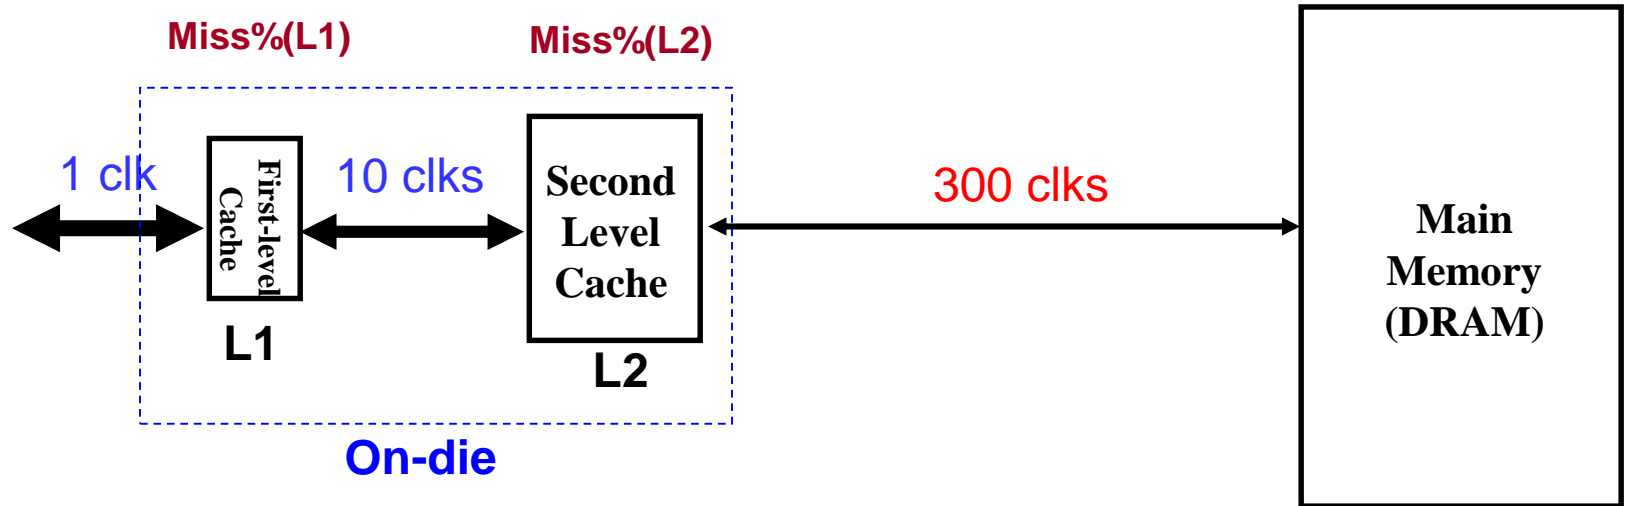 Miss%(L1)
Miss%(L2)
1 clk
First-level
Cache
10 clks
Second
Level
Cache
300 clks
Main
Memory
(DRAM)
L1
L2
On-die